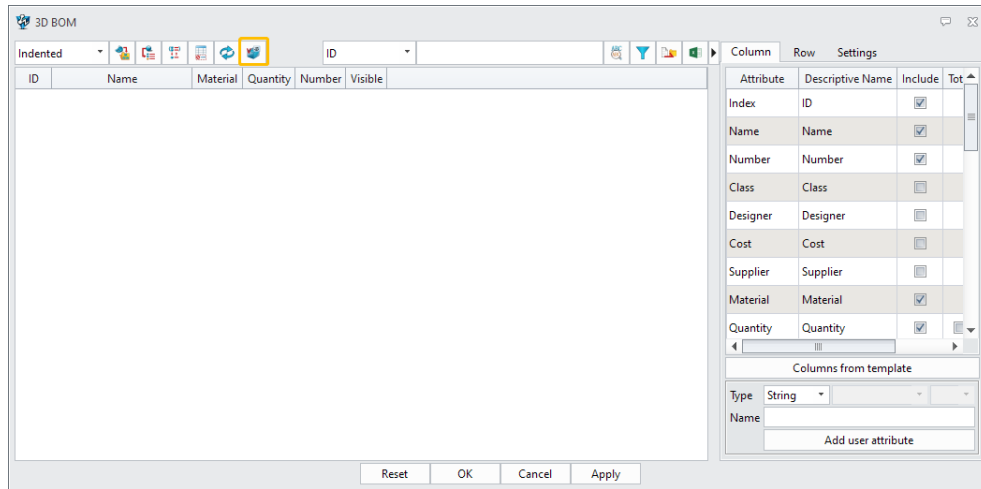 3D BOM
Indented ID Column Row Settings
ID Name Material Quantity Number Visible
Attribute Descriptive Name Include Tot
Index ID
Name Name
Number Number
Class Class
Designer Designer
Cost Cost
Supplier Supplier
Material Material
Quantity Quantity
Columns from template
Type String
Name
Add user attribute
Reset OK Cancel Apply